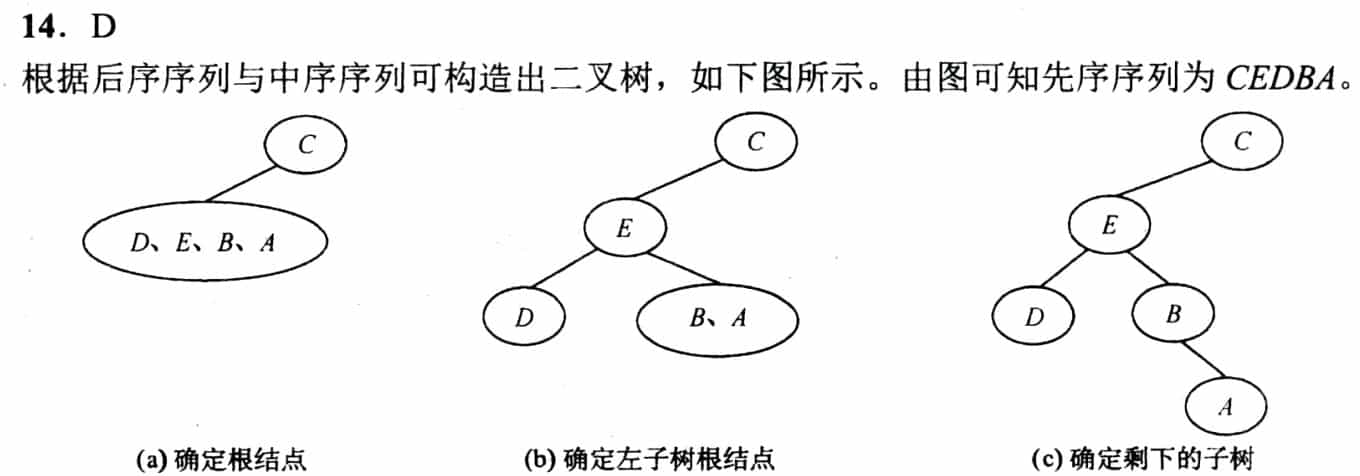 14. D
根据后序序列与中序序列可构造出二叉树，如下图所示。由图可知先序序列为 CEDBA。
C
D、E、B、A
(a) 确定根结点
C
E
D
B、A
(b) 确定左子树根结点
C
E
D
B
A
(c) 确定剩下的子树